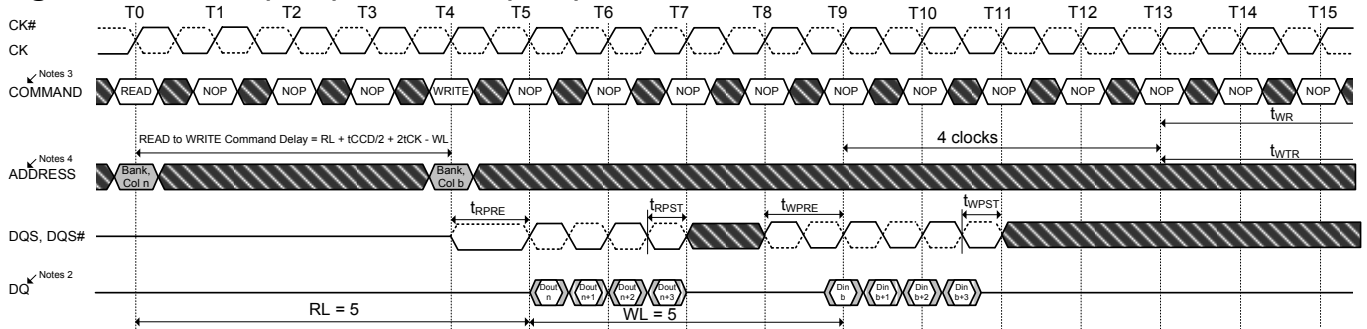 T0 T1 T2 T3 T4 T5 T6 T7 T8 T9 T10 T11 T12 T13 T14 T15
CK#
CK
Notes 3
COMMAND READ NOP NOP NOP WRITE NOP NOP NOP NOP NOP NOP NOP NOP NOP NOP NOP
tWR
READ to WRITE Command Delay = RL + tCCD/2 + 2tCK - WL
4 clocks
tWTR
Notes 4
ADDRESS Bank, Col n Bank, Col b
tRPRE tRPST tWPRE tWPST
DQS, DQS#
Notes 2
DQ Dout n Dout n+1 Dout n+2 Dout n+3 Din b Din b+1 Din b+2 Din b+3
RL = 5 WL = 5